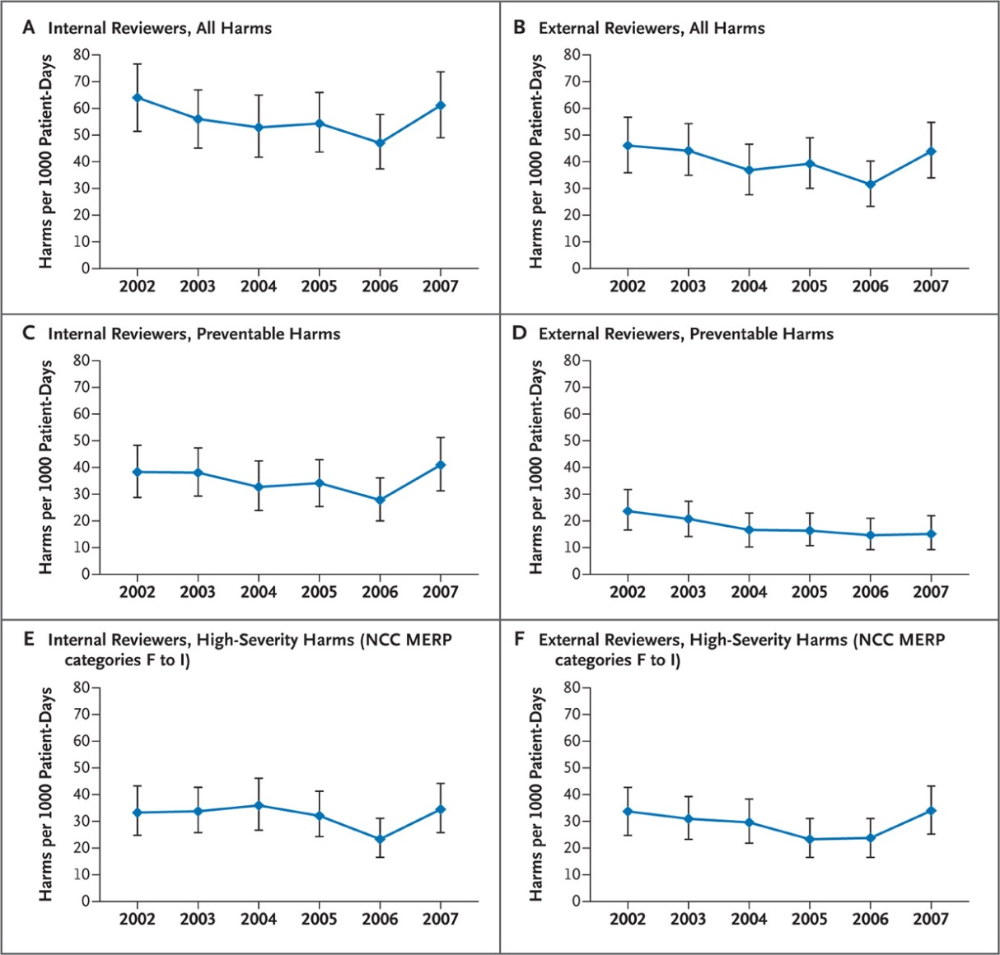 A Internal Reviewers, All Harms
Harms per 1000 Patient-Days
80
70
60
50
40
30
20
10
0
2002 2003 2004 2005 2006 2007
B External Reviewers, All Harms
Harms per 1000 Patient-Days
80
70
60
50
40
30
20
10
0
2002 2003 2004 2005 2006 2007
C Internal Reviewers, Preventable Harms
Harms per 1000 Patient-Days
80
70
60
50
40
30
20
10
0
2002 2003 2004 2005 2006 2007
D External Reviewers, Preventable Harms
Harms per 1000 Patient-Days
80
70
60
50
40
30
20
10
0
2002 2003 2004 2005 2006 2007
E Internal Reviewers, High-Severity Harms (NCC MERP
categories F to I)
Harms per 1000 Patient-Days
80
70
60
50
40
30
20
10
0
2002 2003 2004 2005 2006 2007
F External Reviewers, High-Severity Harms (NCC MERP
categories F to I)
Harms per 1000 Patient-Days
80
70
60
50
40
30
20
10
0
2002 2003 2004 2005 2006 2007